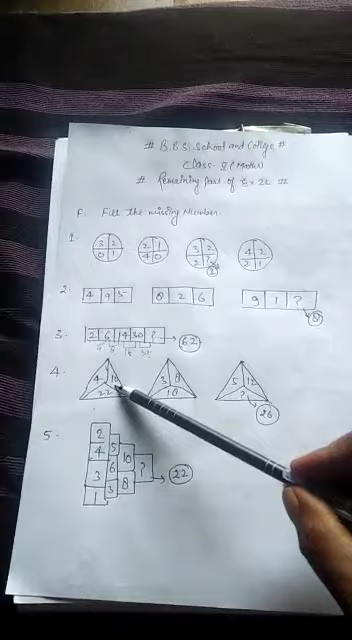 # B.B.S. School and College #
Class- 8 (Maths)
# Remaining part of Ex 22 #
F. Fill the missing Number.
1. 3 2 0 1 2 1 4 0 3 2 2 ? 4 2 2 1
2. 4 9 5 8 2 6 9 1 ?
8
3. 2 6 14 30 ? 62
4. 4 22 3 8 18 5 12 ?
26
5. 2 4 3 1 5 6 3 10 8 ? 22